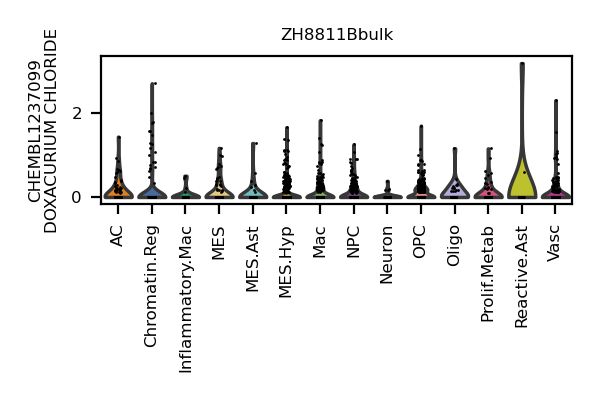 ZH8811Bbulk
CHEMBL1237099
DOXACURIUM CHLORIDE
2
0
AC
Chromatin.Reg
Inflammatory.Mac
MES
MES.Ast
MES.Hyp
Mac
NPC
Neuron
OPC
Oligo
Prolif.Metab
Reactive.Ast
Vasc